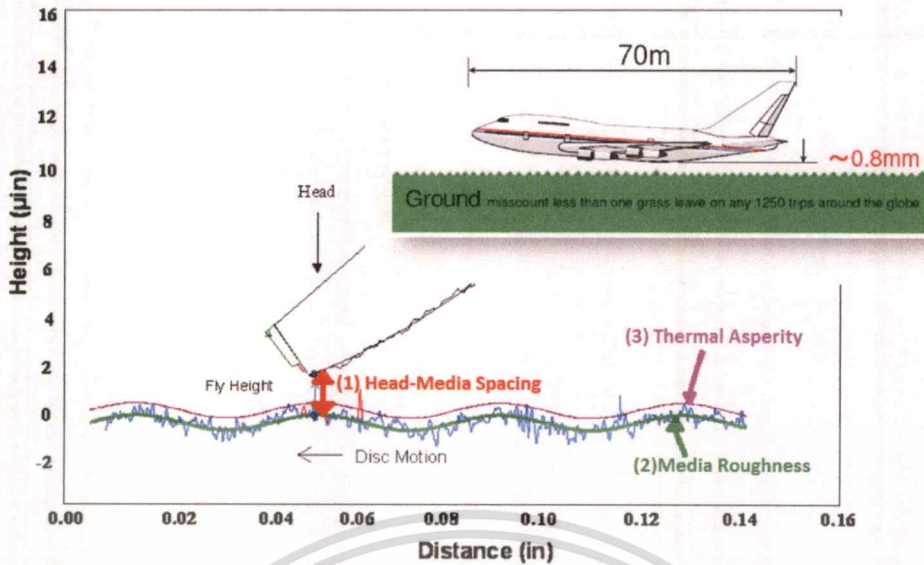 16
14
12
10
8
6
4
2
0
-2
Height (µin)
70m
~0.8mm
Ground misscount less than one grass leave on any 1250 trips around the globe
Head
(3) Thermal Asperity
Fly Height
(1) Head-Media Spacing
Disc Motion
(2)Media Roughness
0.00 0.02 0.04 0.06 0.08 0.10 0.12 0.14 0.16
Distance (in)